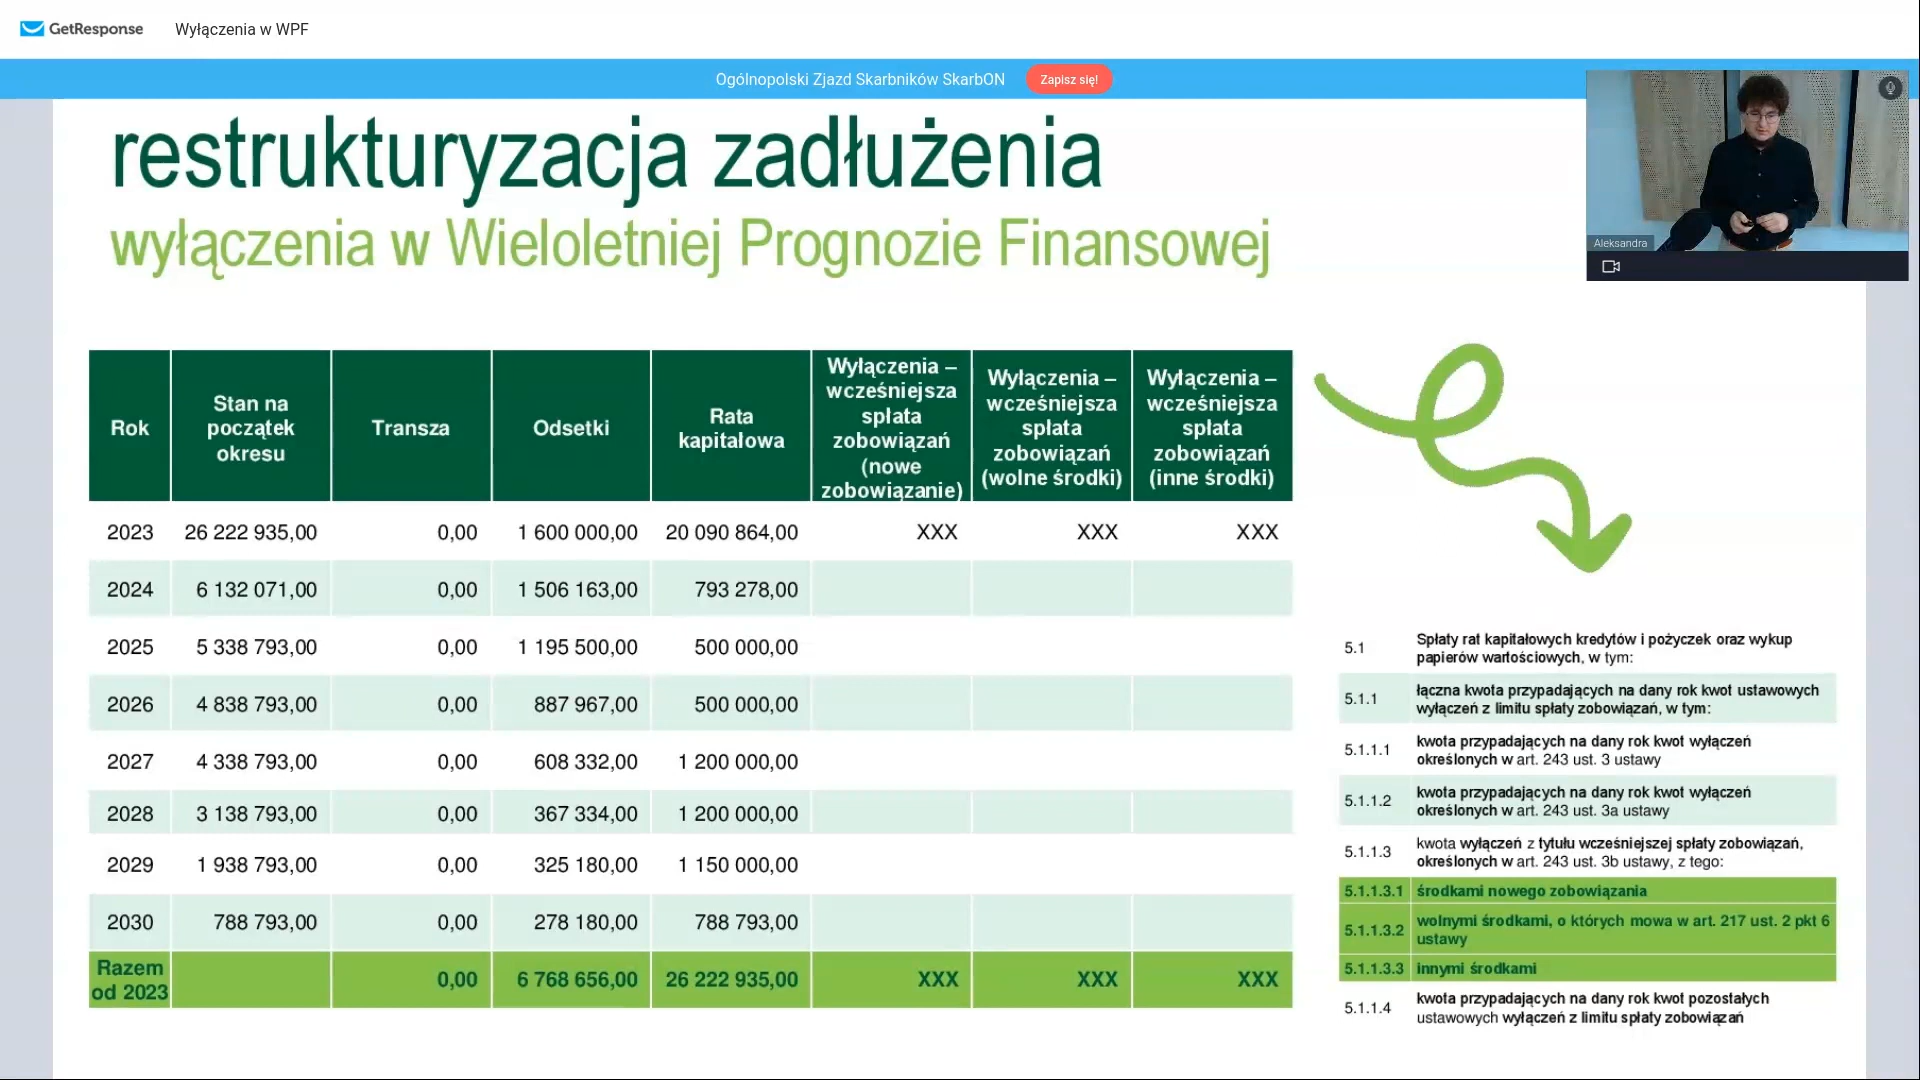 GetResponse
Wyłączenia w WPF
Ogólnopolski Zjazd Skarbników SkarbON
Zapisz się!
Aleksandra
restrukturyzacja zadłużenia
wyłączenia w Wieloletniej Prognozie Finansowej
Rok
Stan na
początek
okresu
Transza
Odsetki
Rata
kapitałowa
Wyłączenia –
wcześniejsza
spłata
zobowiązań
(nowe
zobowiązanie)
Wyłączenia –
wcześniejsza
spłata
zobowiązań
(wolne środki)
Wyłączenia –
wcześniejsza
spłata
zobowiązań
(inne środki)
2023 26 222 935,00 0,00 1 600 000,00 20 090 864,00 XXX XXX XXX
2024 6 132 071,00 0,00 1 506 163,00 793 278,00
2025 5 338 793,00 0,00 1 195 500,00 500 000,00
2026 4 838 793,00 0,00 887 967,00 500 000,00
2027 4 338 793,00 0,00 608 332,00 1 200 000,00
2028 3 138 793,00 0,00 367 334,00 1 200 000,00
2029 1 938 793,00 0,00 325 180,00 1 150 000,00
2030 788 793,00 0,00 278 180,00 788 793,00
Razem
od 2023
0,00 6 768 656,00 26 222 935,00 XXX XXX XXX
5.1 Spłaty rat kapitałowych kredytów i pożyczek oraz wykup
papierów wartościowych, w tym:
5.1.1 łączna kwota przypadających na dany rok kwot ustawowych
wyłączeń z limitu spłaty zobowiązań, w tym:
5.1.1.1 kwota przypadających na dany rok kwot wyłączeń
określonych w art. 243 ust. 3 ustawy
5.1.1.2 kwota przypadających na dany rok kwot wyłączeń
określonych w art. 243 ust. 3a ustawy
5.1.1.3 kwota wyłączeń z tytułu wcześniejszej spłaty zobowiązań,
określonych w art. 243 ust. 3b ustawy, z tego:
5.1.1.3.1 środkami nowego zobowiązania
5.1.1.3.2 wolnymi środkami, o których mowa w art. 217 ust. 2 pkt 6
ustawy
5.1.1.3.3 innymi środkami
5.1.1.4 kwota przypadających na dany rok kwot pozostałych
ustawowych wyłączeń z limitu spłaty zobowiązań